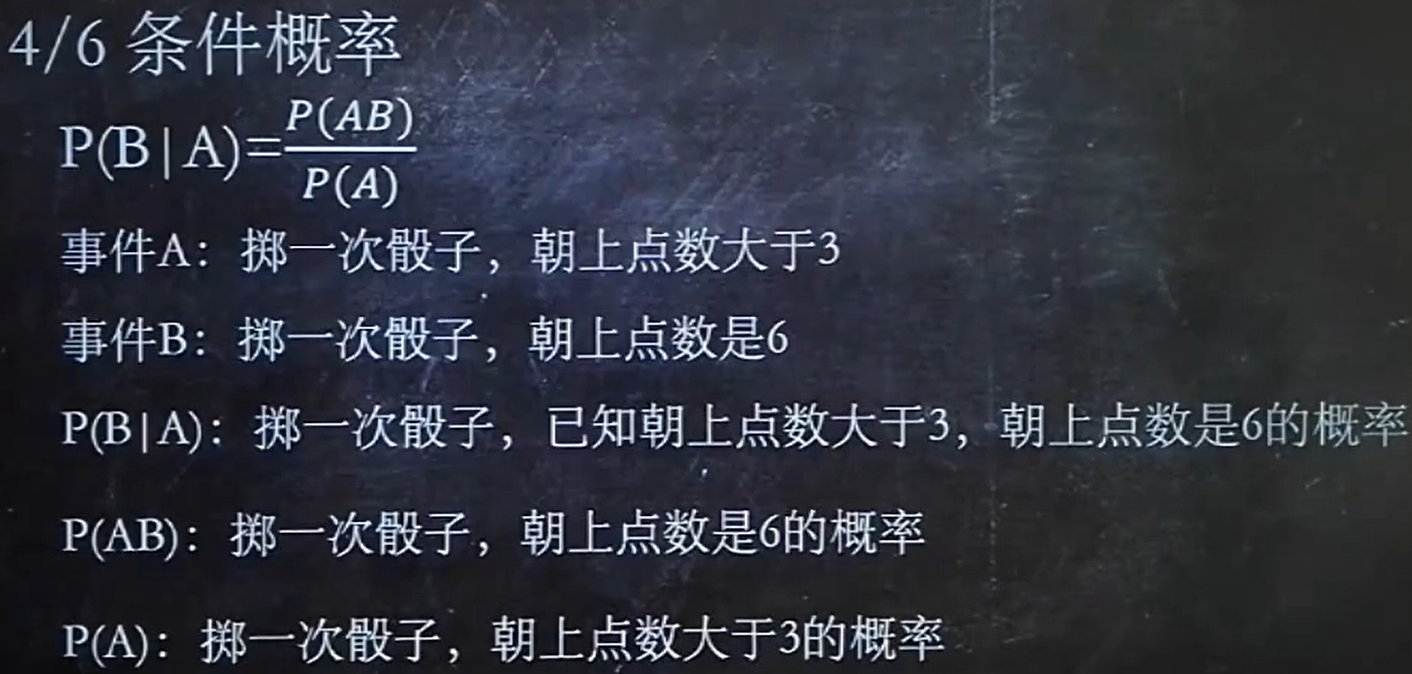 4/6 条件概率
P(B|A)=P(AB)/P(A)
事件A：掷一次骰子，朝上点数大于3
事件B：掷一次骰子，朝上点数是6
P(B|A)：掷一次骰子，已知朝上点数大于3，朝上点数是6的概率
P(AB)：掷一次骰子，朝上点数是6的概率
P(A)：掷一次骰子，朝上点数大于3的概率